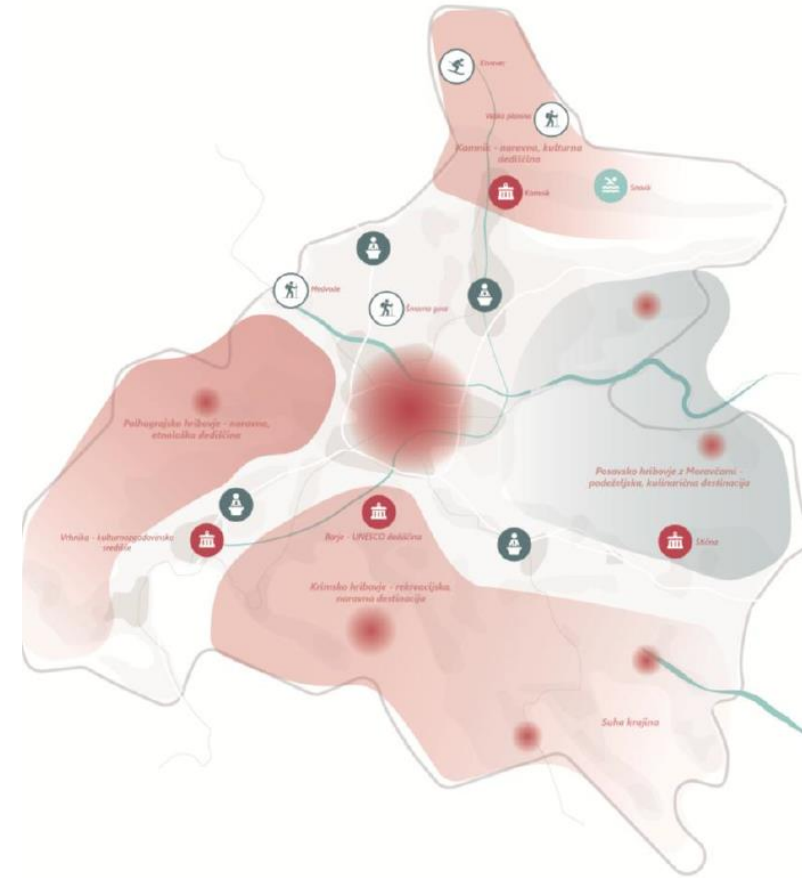 Krvavec
Velika planina
Kamnik - naravna, kulturna
dediščina
Kamnik
Snovik
Medvode
Šmarna gora
Polhograjsko hribovje - naravna,
etnološka dediščina
Posavsko hribovje z Moravčami -
podeželjska, kulinarična destinacija
Vrhnika - kulturnozgodovinsko
središče
Barje - UNESCO dediščina
Stična
Krimsko hribovje - rekreacijska,
naravna destinacija
Suha krajina